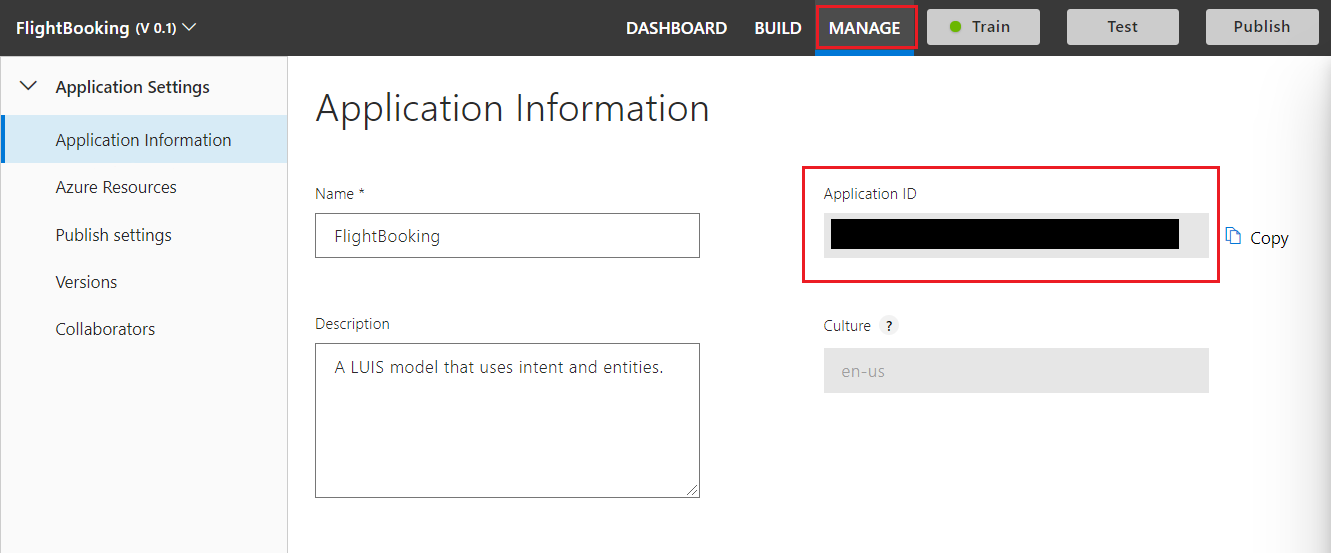 FlightBooking (V 0.1)
DASHBOARD
BUILD
MANAGE
Train
Test
Publish
Application Settings
Application Information
Azure Resources
Publish settings
Versions
Collaborators
Application Information
Name *
FlightBooking
Application ID
Copy
Description
A LUIS model that uses intent and entities.
Culture ?
en-us